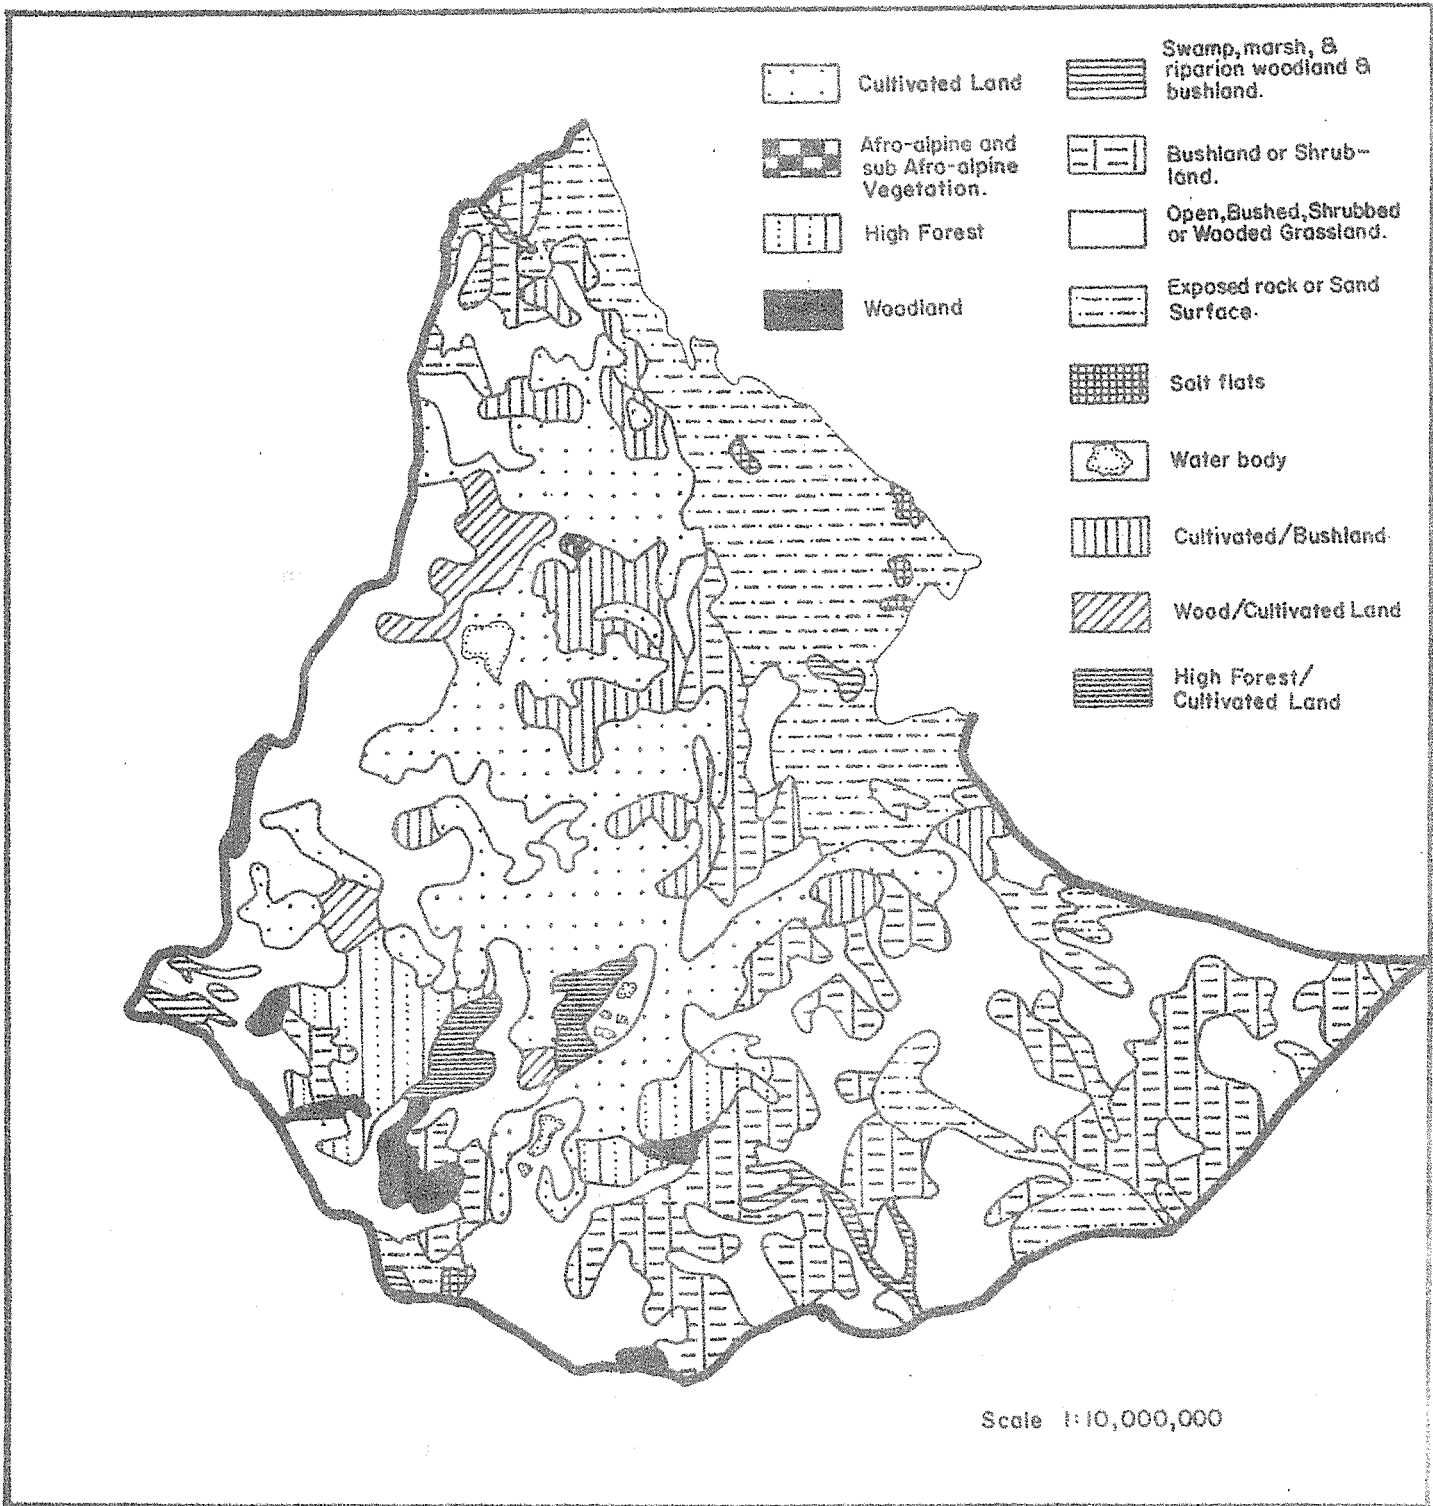 Cultivated Land
Afro-alpine and
sub Afro-alpine
Vegetation.
High Forest
Woodland
Swamp, marsh, &
riparion woodland &
bushland.
Bushland or Shrub-
land.
Open, Bushed, Shrubbed
or Wooded Grassland.
Exposed rock or Sand
Surface.
Salt flats
Water body
Cultivated/Bushland
Wood/Cultivated Land
High Forest/
Cultivated Land
Scale 1:10,000,000